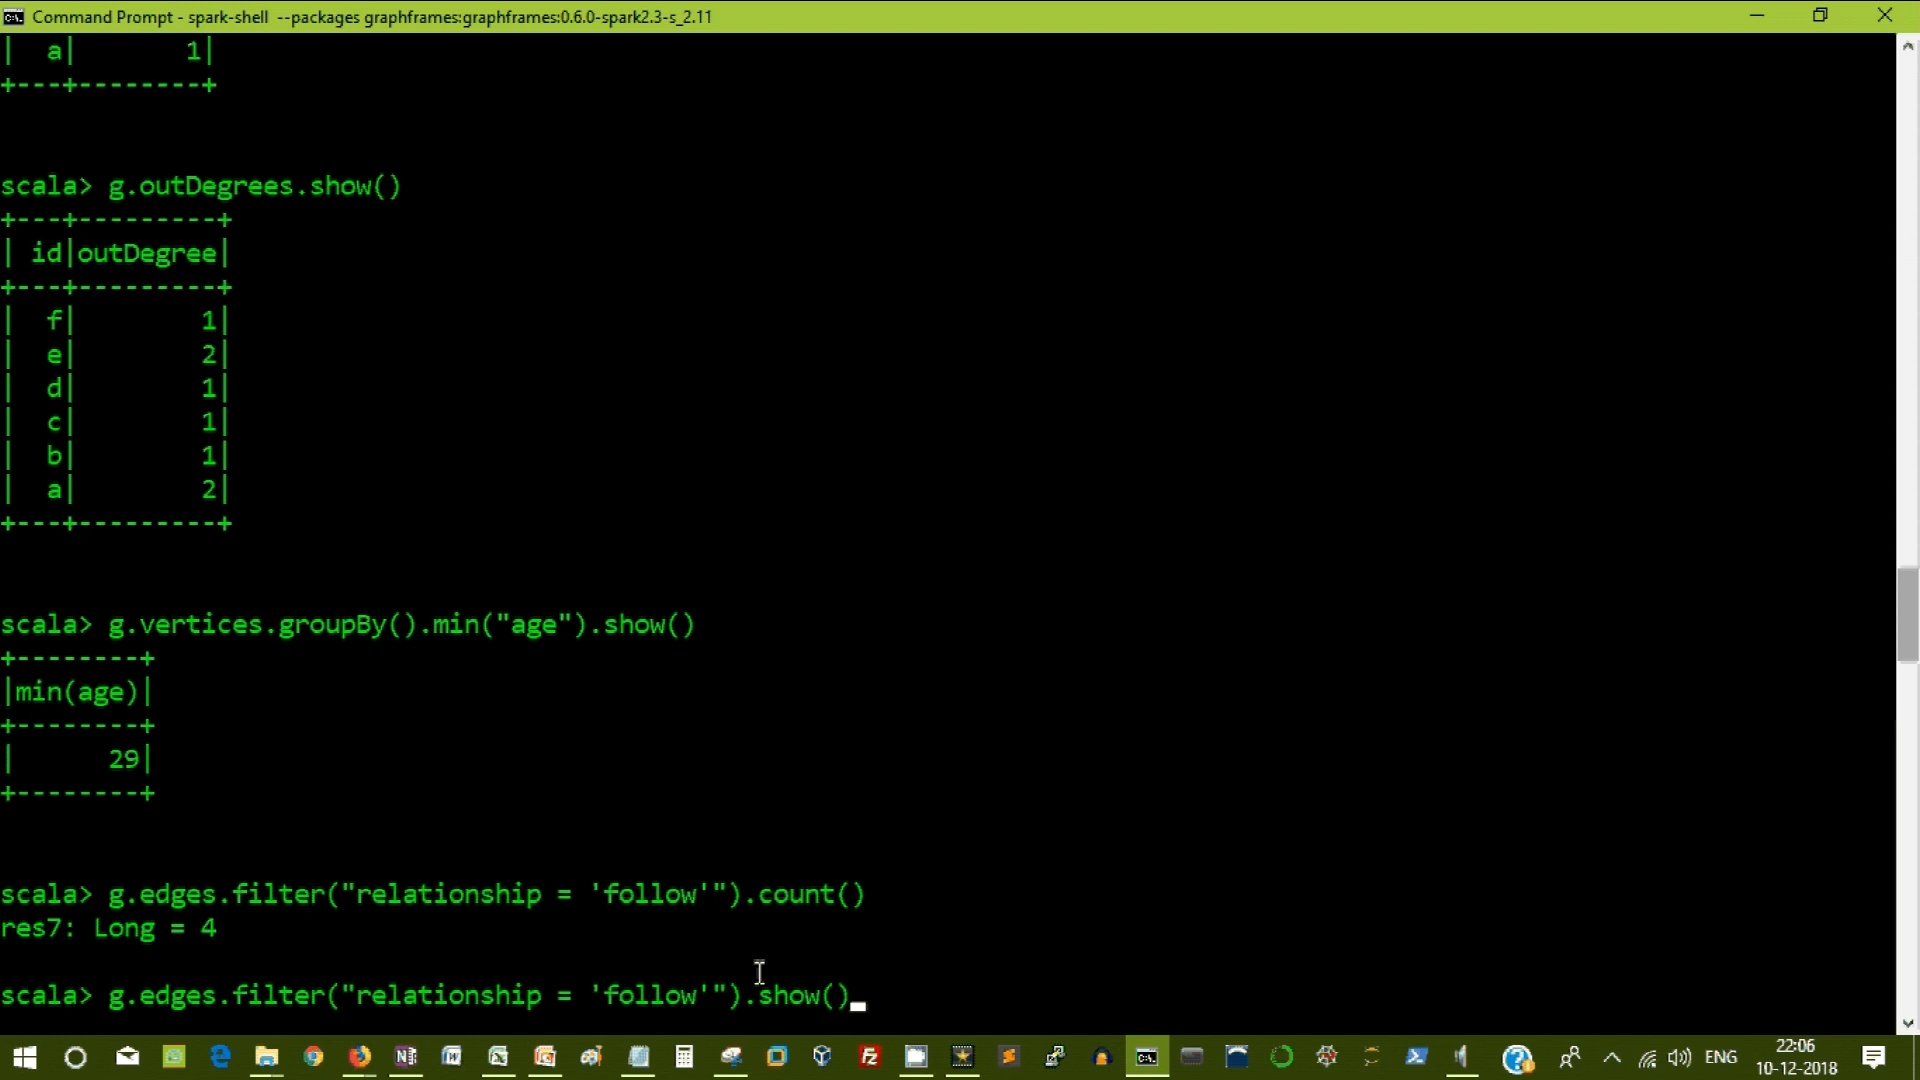 Command Prompt - spark-shell --packages graphframes:graphframes:0.6.0-spark2.3-s_2.11
|  a|       1|
+---+--------+
scala> g.outDegrees.show()
+---+---------+
| id|outDegree|
+---+---------+
|  f|        1|
|  e|        2|
|  d|        1|
|  c|        1|
|  b|        1|
|  a|        2|
+---+---------+
scala> g.vertices.groupBy().min("age").show()
+--------+
|min(age)|
+--------+
|      29|
+--------+
scala> g.edges.filter("relationship = 'follow'").count()
res7: Long = 4
scala> g.edges.filter("relationship = 'follow'").show()
ENG
22:06
10-12-2018